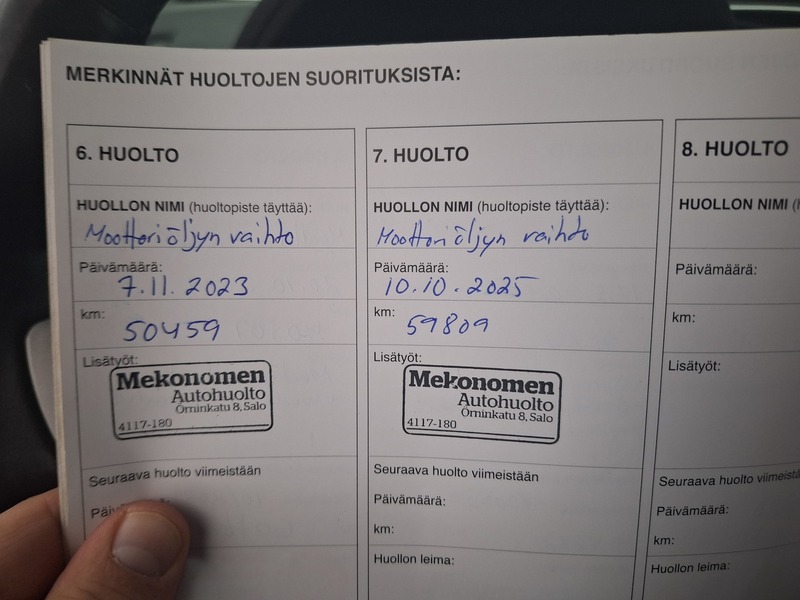 MERKINNÄT HUOLTOJEN SUORITUKSISTA:
6. HUOLTO
HUOLLON NIMI (huoltopiste täyttää):
Moottoriöljyn vaihto
Päivämäärä:
7.11.2023
km:
50459
Lisätyöt:
Mekonomen
Autohuolto
Örninkatu 8, Salo
4117-180
Seuraava huolto viimeistään
7. HUOLTO
HUOLLON NIMI (huoltopiste täyttää):
Moottoriöljyn vaihto
Päivämäärä:
10.10.2025
km:
59809
Lisätyöt:
Mekonomen
Autohuolto
Örninkatu 8, Salo
4117-180
Seuraava huolto viimeistään
Päivämäärä:
km:
Huollon leima:
8. HUOLTO
HUOLLON NIMI
Päivämäärä:
km:
Lisätyöt:
Seuraava huolto
Päivämäärä:
km:
Huollon leima: